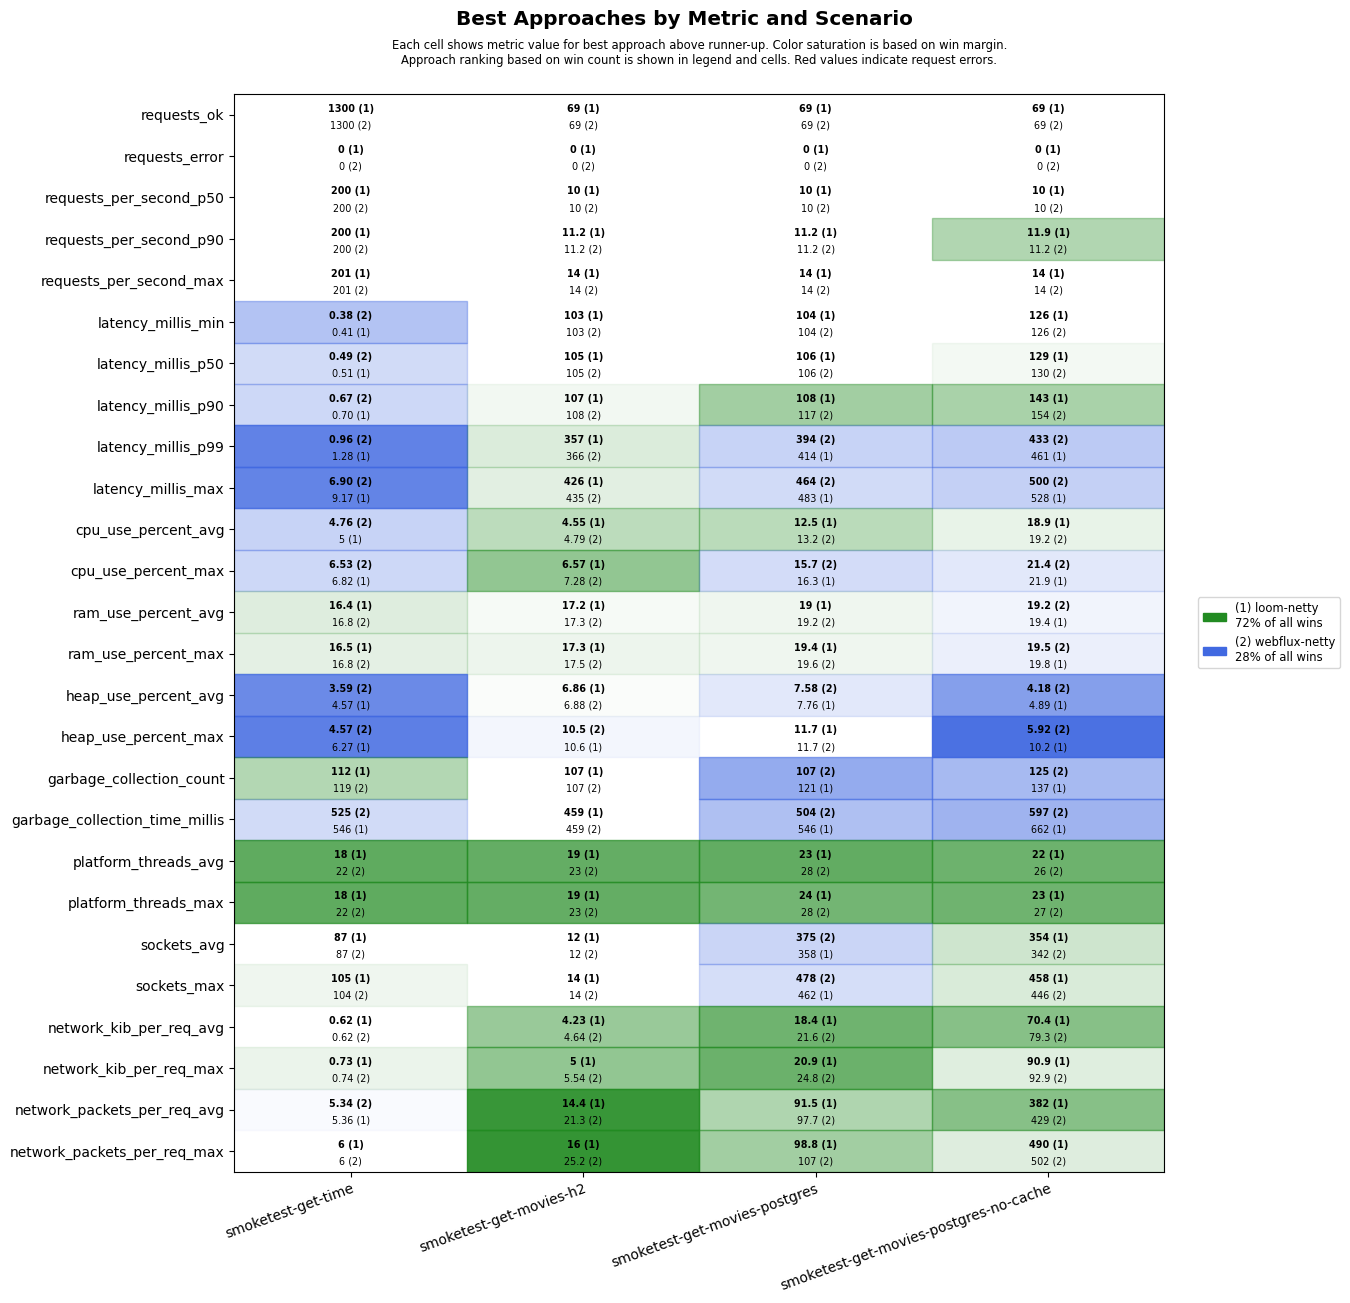 Best Approaches by Metric and Scenario
Each cell shows metric value for best approach above runner-up. Color saturation is based on win margin.
Approach ranking based on win count is shown in legend and cells. Red values indicate request errors.
requests_ok
1300 (1) 69 (1) 69 (1) 69 (1)
1300 (2) 69 (2) 69 (2) 69 (2)
requests_error
0 (1) 0 (1) 0 (1) 0 (1)
0 (2) 0 (2) 0 (2) 0 (2)
requests_per_second_p50
200 (1) 10 (1) 10 (1) 10 (1)
200 (2) 10 (2) 10 (2) 10 (2)
requests_per_second_p90
200 (1) 11.2 (1) 11.2 (1) 11.9 (1)
200 (2) 11.2 (2) 11.2 (2) 11.2 (2)
requests_per_second_max
201 (1) 14 (1) 14 (1) 14 (1)
201 (2) 14 (2) 14 (2) 14 (2)
latency_millis_min
0.38 (2) 103 (1) 104 (1) 126 (1)
0.41 (1) 103 (2) 104 (2) 126 (2)
latency_millis_p50
0.49 (2) 105 (1) 106 (1) 129 (1)
0.51 (1) 105 (2) 106 (2) 130 (2)
latency_millis_p90
0.67 (2) 107 (1) 108 (1) 143 (1)
0.70 (1) 108 (2) 117 (2) 154 (2)
latency_millis_p99
0.96 (2) 357 (1) 394 (2) 433 (2)
1.28 (1) 366 (2) 414 (1) 461 (1)
latency_millis_max
6.90 (2) 426 (1) 464 (2) 500 (2)
9.17 (1) 435 (2) 483 (1) 528 (1)
cpu_use_percent_avg
4.76 (2) 4.55 (1) 12.5 (1) 18.9 (1)
5 (1) 4.79 (2) 13.2 (2) 19.2 (2)
cpu_use_percent_max
6.53 (2) 6.57 (1) 15.7 (2) 21.4 (2)
6.82 (1) 7.28 (2) 16.3 (1) 21.9 (1)
ram_use_percent_avg
16.4 (1) 17.2 (1) 19 (1) 19.2 (2)
16.8 (2) 17.3 (2) 19.2 (2) 19.4 (1)
ram_use_percent_max
16.5 (1) 17.3 (1) 19.4 (1) 19.5 (2)
16.8 (2) 17.5 (2) 19.6 (2) 19.8 (1)
heap_use_percent_avg
3.59 (2) 6.86 (1) 7.58 (2) 4.18 (2)
4.57 (1) 6.88 (2) 7.76 (1) 4.89 (1)
heap_use_percent_max
4.57 (2) 10.5 (2) 11.7 (1) 5.92 (2)
6.27 (1) 10.6 (1) 11.7 (2) 10.2 (1)
garbage_collection_count
112 (1) 107 (1) 107 (2) 125 (2)
119 (2) 107 (2) 121 (1) 137 (1)
garbage_collection_time_millis
525 (2) 459 (1) 504 (2) 597 (2)
546 (1) 459 (2) 546 (1) 662 (1)
platform_threads_avg
18 (1) 19 (1) 23 (1) 22 (1)
22 (2) 23 (2) 28 (2) 26 (2)
platform_threads_max
18 (1) 19 (1) 24 (1) 23 (1)
22 (2) 23 (2) 28 (2) 27 (2)
sockets_avg
87 (1) 12 (1) 375 (2) 354 (1)
87 (2) 12 (2) 358 (1) 342 (2)
sockets_max
105 (1) 14 (1) 478 (2) 458 (1)
104 (2) 14 (2) 462 (1) 446 (2)
network_kib_per_req_avg
0.62 (1) 4.23 (1) 18.4 (1) 70.4 (1)
0.62 (2) 4.64 (2) 21.6 (2) 79.3 (2)
network_kib_per_req_max
0.73 (1) 5 (1) 20.9 (1) 90.9 (1)
0.74 (2) 5.54 (2) 24.8 (2) 92.9 (2)
network_packets_per_req_avg
5.34 (2) 14.4 (1) 91.5 (1) 382 (1)
5.36 (1) 21.3 (2) 97.7 (2) 429 (2)
network_packets_per_req_max
6 (1) 16 (1) 98.8 (1) 490 (1)
6 (2) 25.2 (2) 107 (2) 502 (2)
smoketest-get-time
smoketest-get-movies-h2
smoketest-get-movies-postgres
smoketest-get-movies-postgres-no-cache
(1) loom-netty
72% of all wins
(2) webflux-netty
28% of all wins